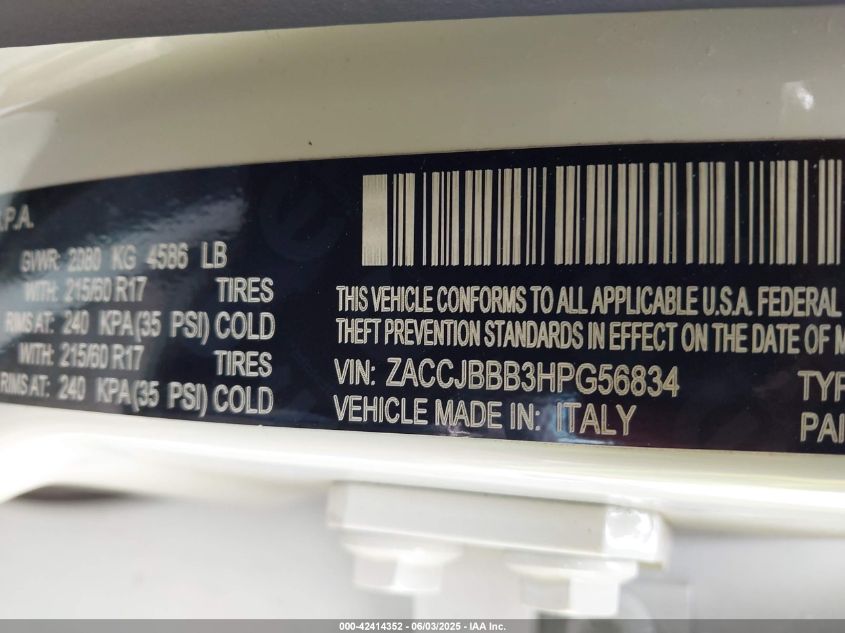 .P.A.
GVWR: 2080 KG 4586 LB
WITH: 215/60 R17 TIRES
RIMS AT: 240 KPA(35 PSI) COLD
WITH: 215/60 R17 TIRES
RIMS AT: 240 KPA(35 PSI) COLD
THIS VEHICLE CONFORMS TO ALL APPLICABLE U.S.A. FEDERAL
THEFT PREVENTION STANDARDS IN EFFECT ON THE DATE OF M
VIN: ZACCJBBB3HPG56834 TYP
VEHICLE MADE IN: ITALY PAI
000-42414352 | 06/03/2025 - IAA Inc.